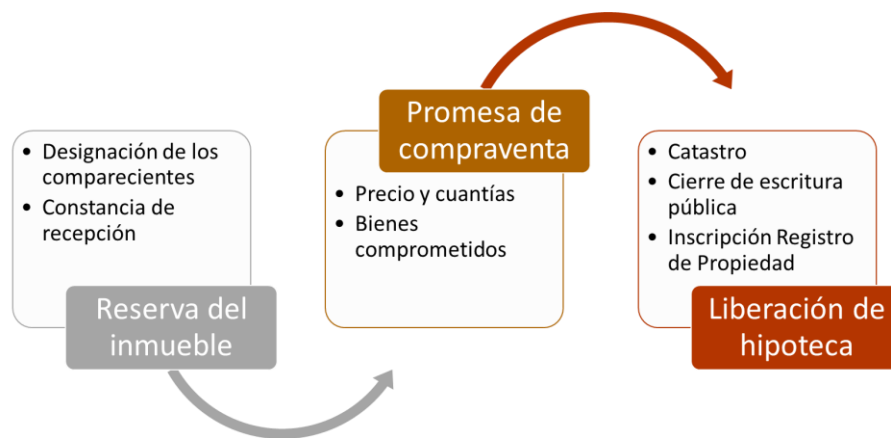 • Designación de los
comparecientes
• Constancia de
recepción
Reserva del
inmueble
Promesa de
compraventa
• Precio y cuantías
• Bienes
comprometidos
• Catastro
• Cierre de escritura
pública
• Inscripción Registro
de Propiedad
Liberación de
hipoteca